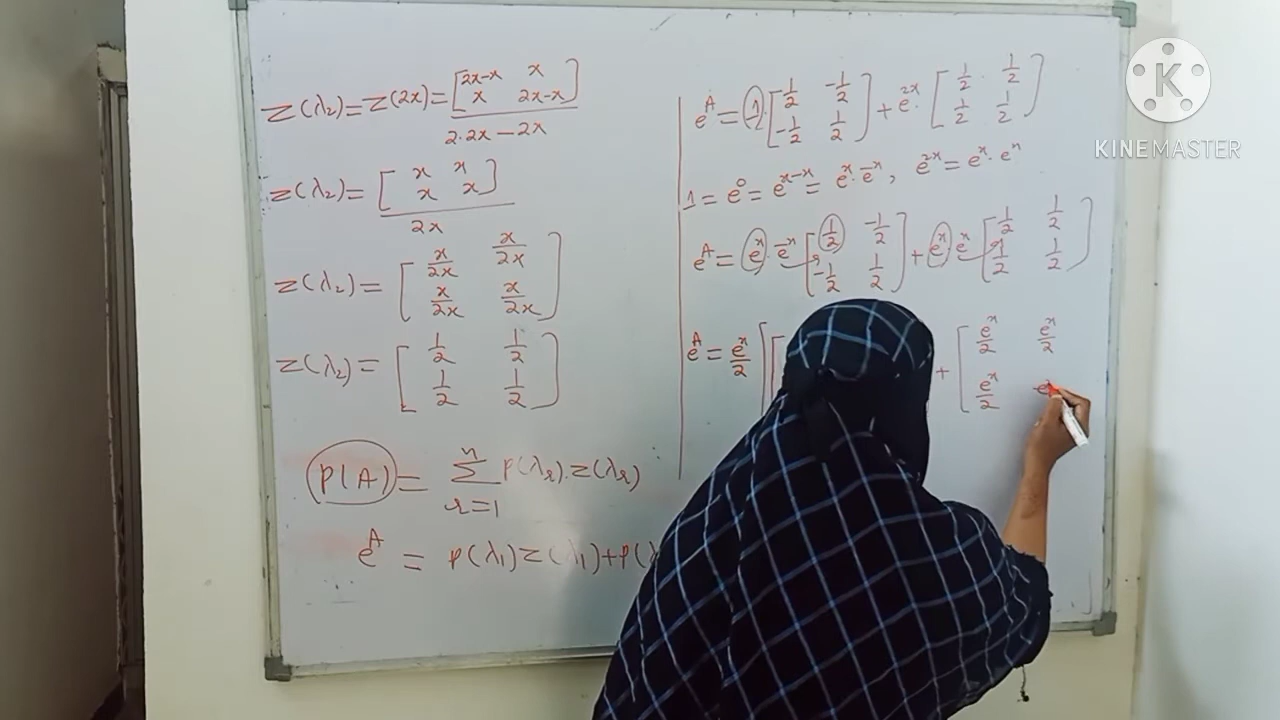 Z(λ₂)=Z(2x)= [2x-x x
x 2x-x]
2·2x-2x
Z(λ₂)= [x x
x x]
2x
Z(λ₂)= [x/2x x/2x
x/2x x/2x]
Z(λ₂)= [1/2 1/2
1/2 1/2]
P(A)= Σ P(λr).Z(λr)
n
r=1
e^A = P(λ₁)Z(λ₁)+P(λ
e^A = 1. [1/2 -1/2
-1/2 1/2] + e^2x. [1/2 1/2
1/2 1/2]
1 = e^0 = e^x-x = e^x.e^-x, e^2x = e^x.e^x
e^A = e^x.e^-x [1/2 -1/2
-1/2 1/2] + e^x e^x [1/2 1/2
1/2 1/2]
e^A = e^x/2 [[
+ [e^x/2 e^x/2
e^x/2 e
KINEMASTER